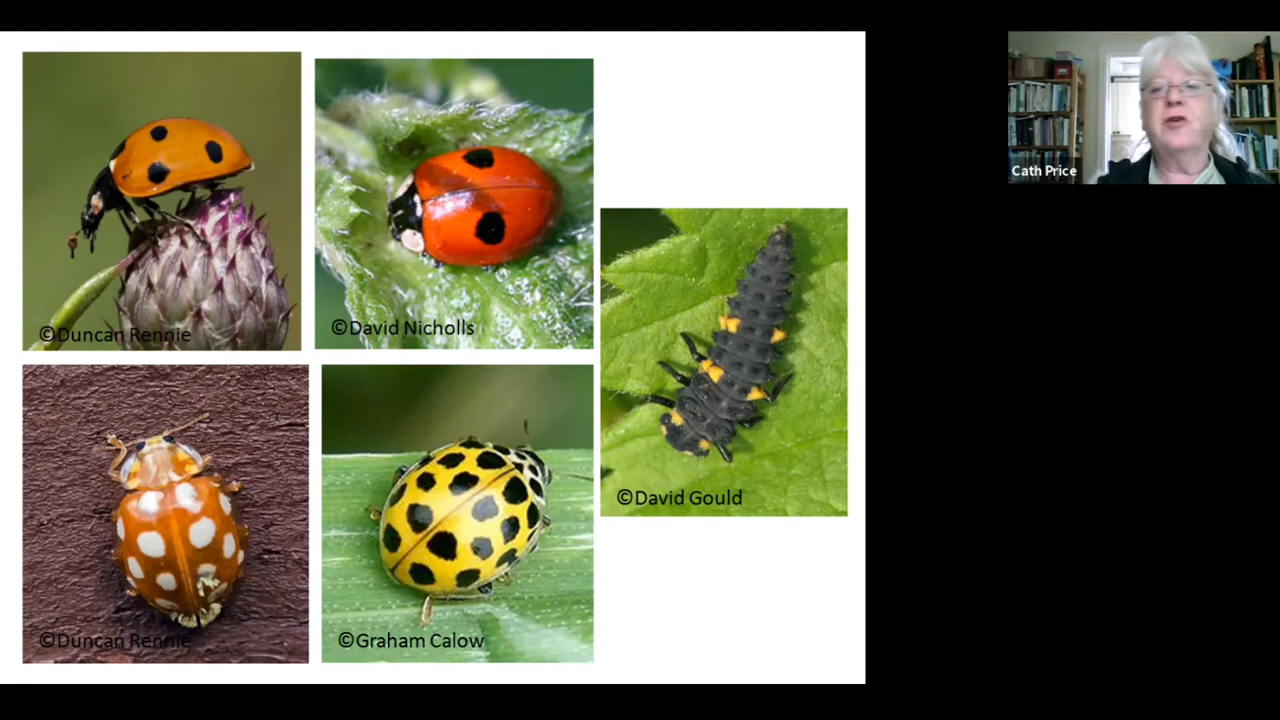 ©Duncan Rennie
©David Nicholls
©David Gould
©Duncan Rennie
©Graham Calow
Cath Price